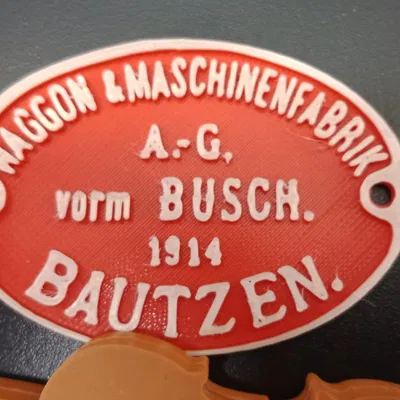 WAGGON & MASCHINENFABRIK
A.-G.
vorm BUSCH.
1914
BAUTZEN.